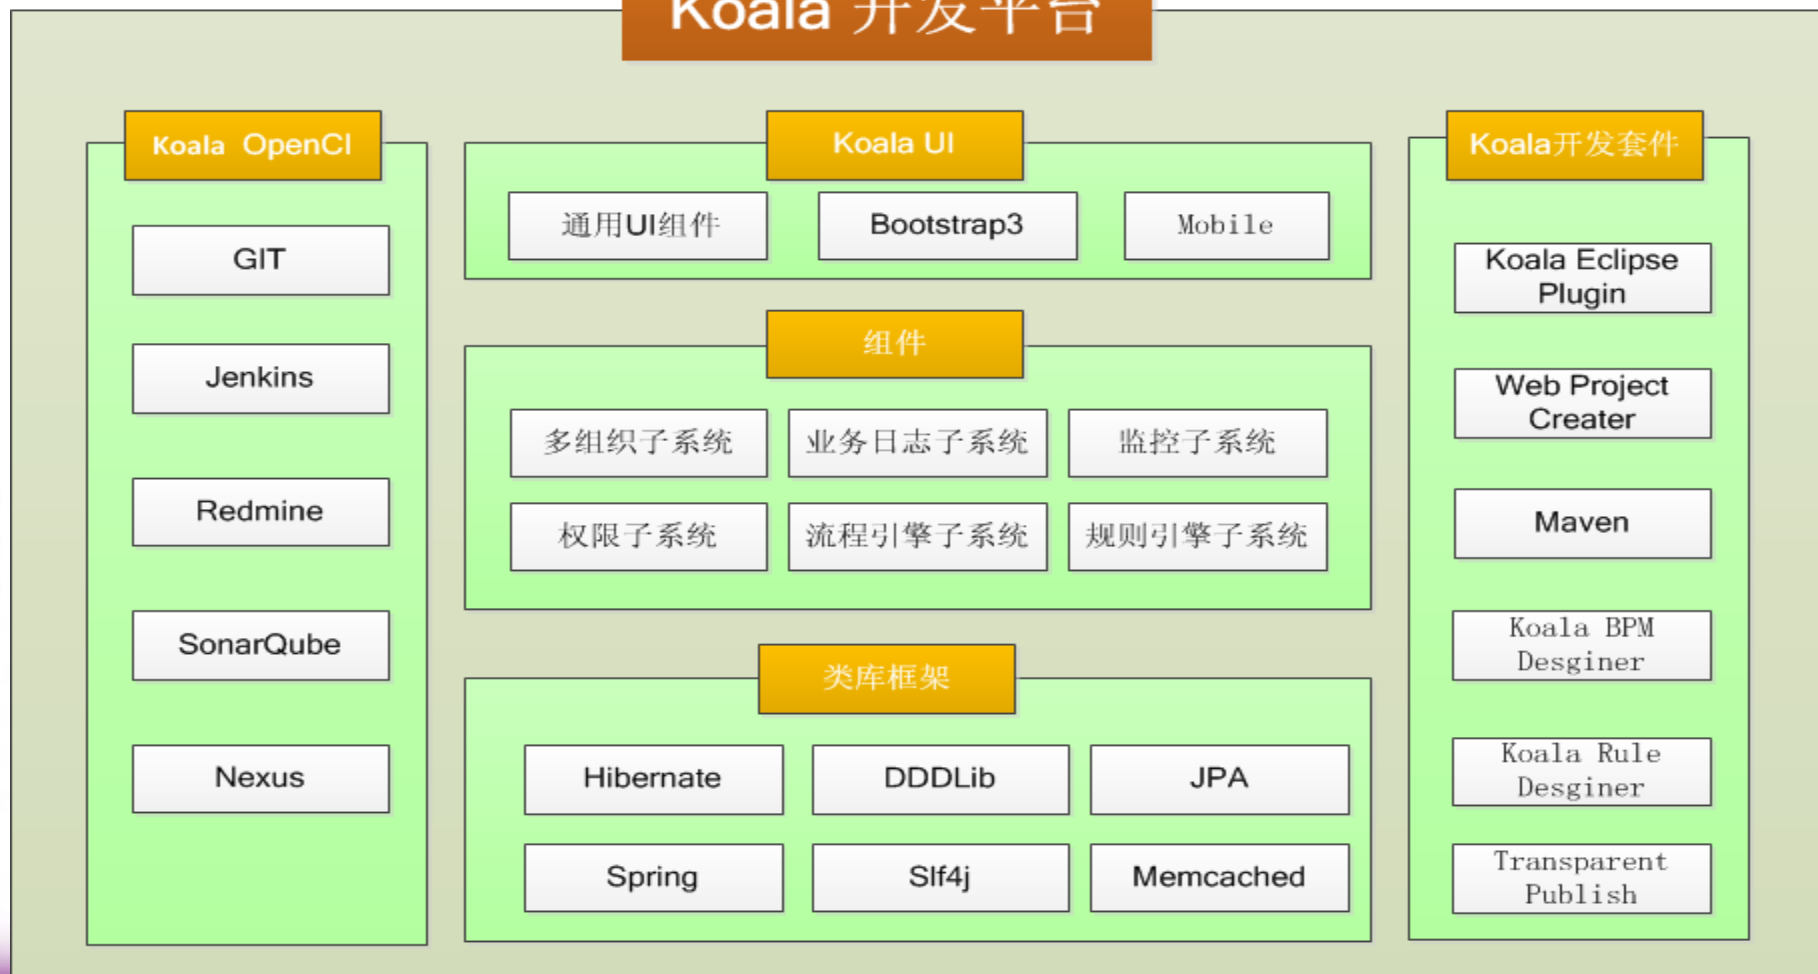 Koala 开发平台
Koala OpenCI
GIT
Jenkins
Redmine
SonarQube
Nexus
Koala UI
通用UI组件
Bootstrap3
Mobile
组件
多组织子系统
业务日志子系统
监控子系统
权限子系统
流程引擎子系统
规则引擎子系统
类库框架
Hibernate
DDDLib
JPA
Spring
Slf4j
Memcached
Koala开发套件
Koala Eclipse
Plugin
Web Project
Creater
Maven
Koala BPM
Desginer
Koala Rule
Desginer
Transparent
Publish